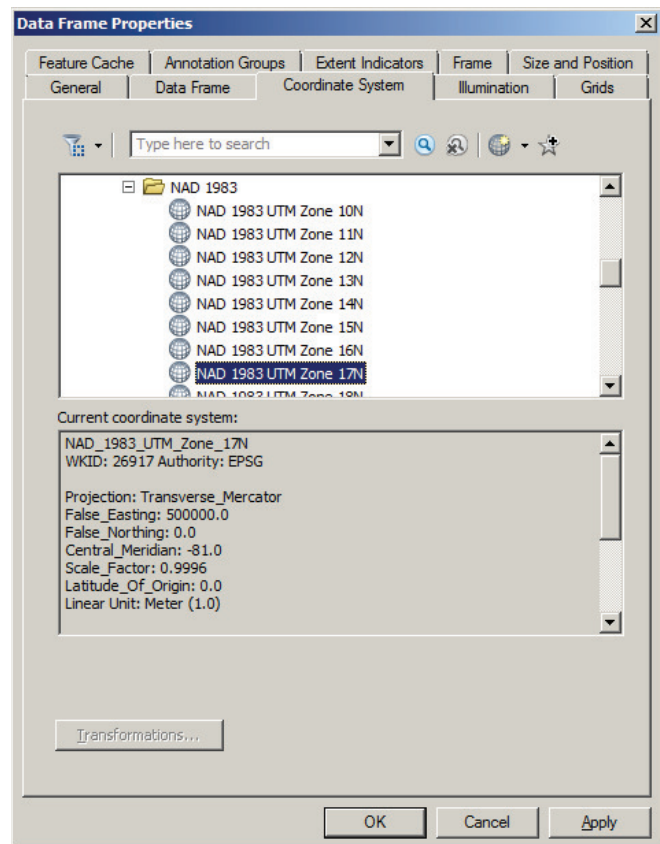 Data Frame Properties
Feature Cache Annotation Groups Extent Indicators Frame Size and Position
General Data Frame Coordinate System Illumination Grids
Type here to search
NAD 1983
NAD 1983 UTM Zone 10N
NAD 1983 UTM Zone 11N
NAD 1983 UTM Zone 12N
NAD 1983 UTM Zone 13N
NAD 1983 UTM Zone 14N
NAD 1983 UTM Zone 15N
NAD 1983 UTM Zone 16N
NAD 1983 UTM Zone 17N
NAD 1983 UTM Zone 18N
Current coordinate system:
NAD_1983_UTM_Zone_17N
WKID: 26917 Authority: EPSG
Projection: Transverse_Mercator
False_Easting: 500000.0
False_Northing: 0.0
Central_Meridian: -81.0
Scale_Factor: 0.9996
Latitude_Of_Origin: 0.0
Linear Unit: Meter (1.0)
Transformations...
OK Cancel Apply